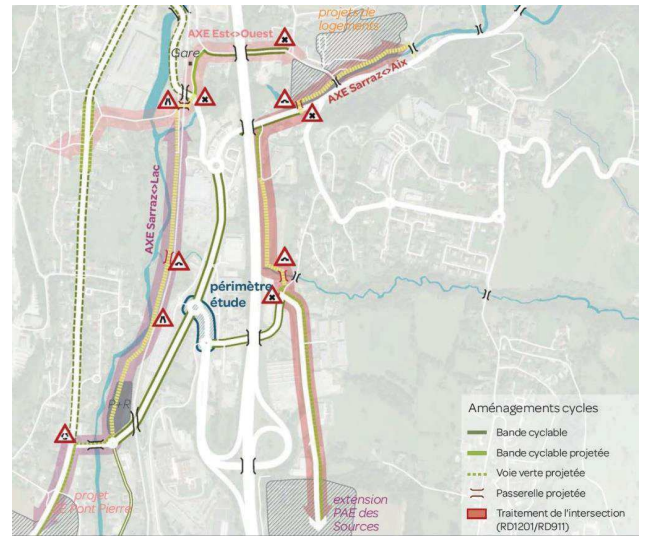 projets de
logements
AXE Est<>Ouest
Gare
AXE Sarraz<>Aix
AXE Sarraz<>Lac
périmètre
étude
P+R
projet
Pont Pierre
extension
PAE des
Sources
Aménagements cycles
Bande cyclable
Bande cyclable projetée
Voie verte projetée
Passerelle projetée
Traitement de l'intersection
(RD1201/RD911)